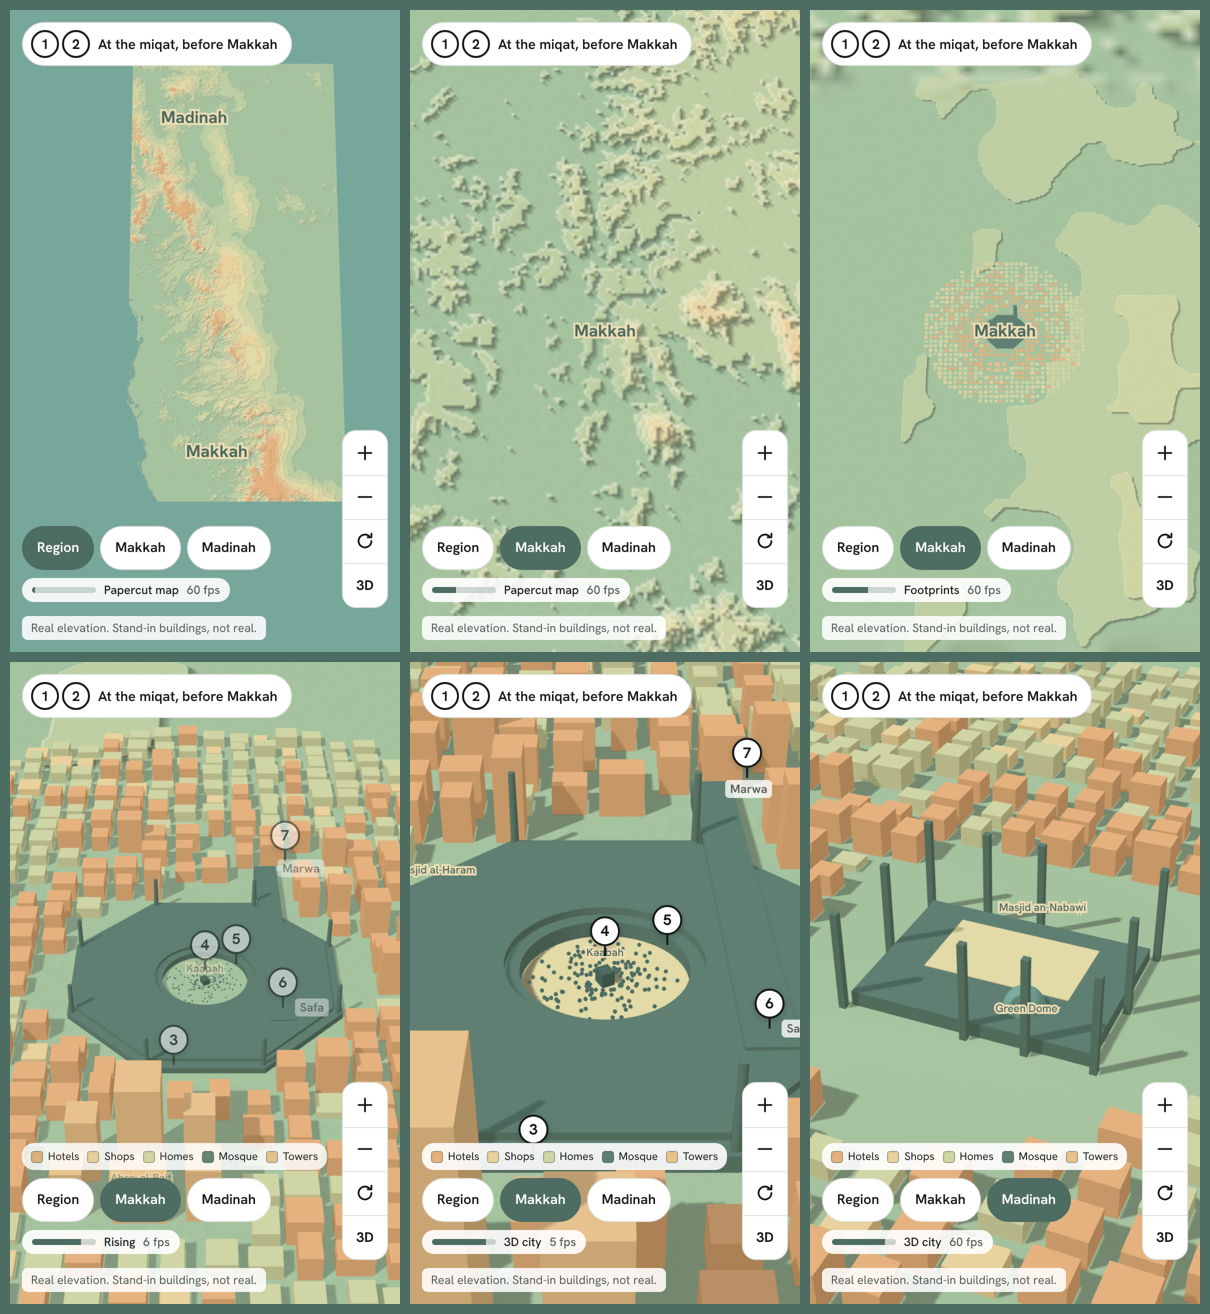 1 2 At the miqat, before Makkah
Madinah
Makkah
+
−
3D
Region Makkah Madinah
Papercut map 60 fps
Real elevation. Stand-in buildings, not real.
1 2 At the miqat, before Makkah
Makkah
+
−
3D
Region Makkah Madinah
Papercut map 60 fps
Real elevation. Stand-in buildings, not real.
1 2 At the miqat, before Makkah
Makkah
+
−
3D
Region Makkah Madinah
Footprints 60 fps
Real elevation. Stand-in buildings, not real.
1 2 At the miqat, before Makkah
7
Marwa
4 5
Kaabah
6
Safa
3
+
−
3D
Hotels Shops Homes Mosque Towers
Abraj al-Bait
Region Makkah Madinah
Rising 6 fps
Real elevation. Stand-in buildings, not real.
1 2 At the miqat, before Makkah
7
Marwa
sjid al-Haram
5
4
Kaabah
6
Sa
3
+
−
3D
Hotels Shops Homes Mosque Towers
Region Makkah Madinah
3D city 5 fps
Real elevation. Stand-in buildings, not real.
1 2 At the miqat, before Makkah
Masjid an-Nabawi
Green Dome
+
−
3D
Hotels Shops Homes Mosque Towers
Region Makkah Madinah
3D city 60 fps
Real elevation. Stand-in buildings, not real.